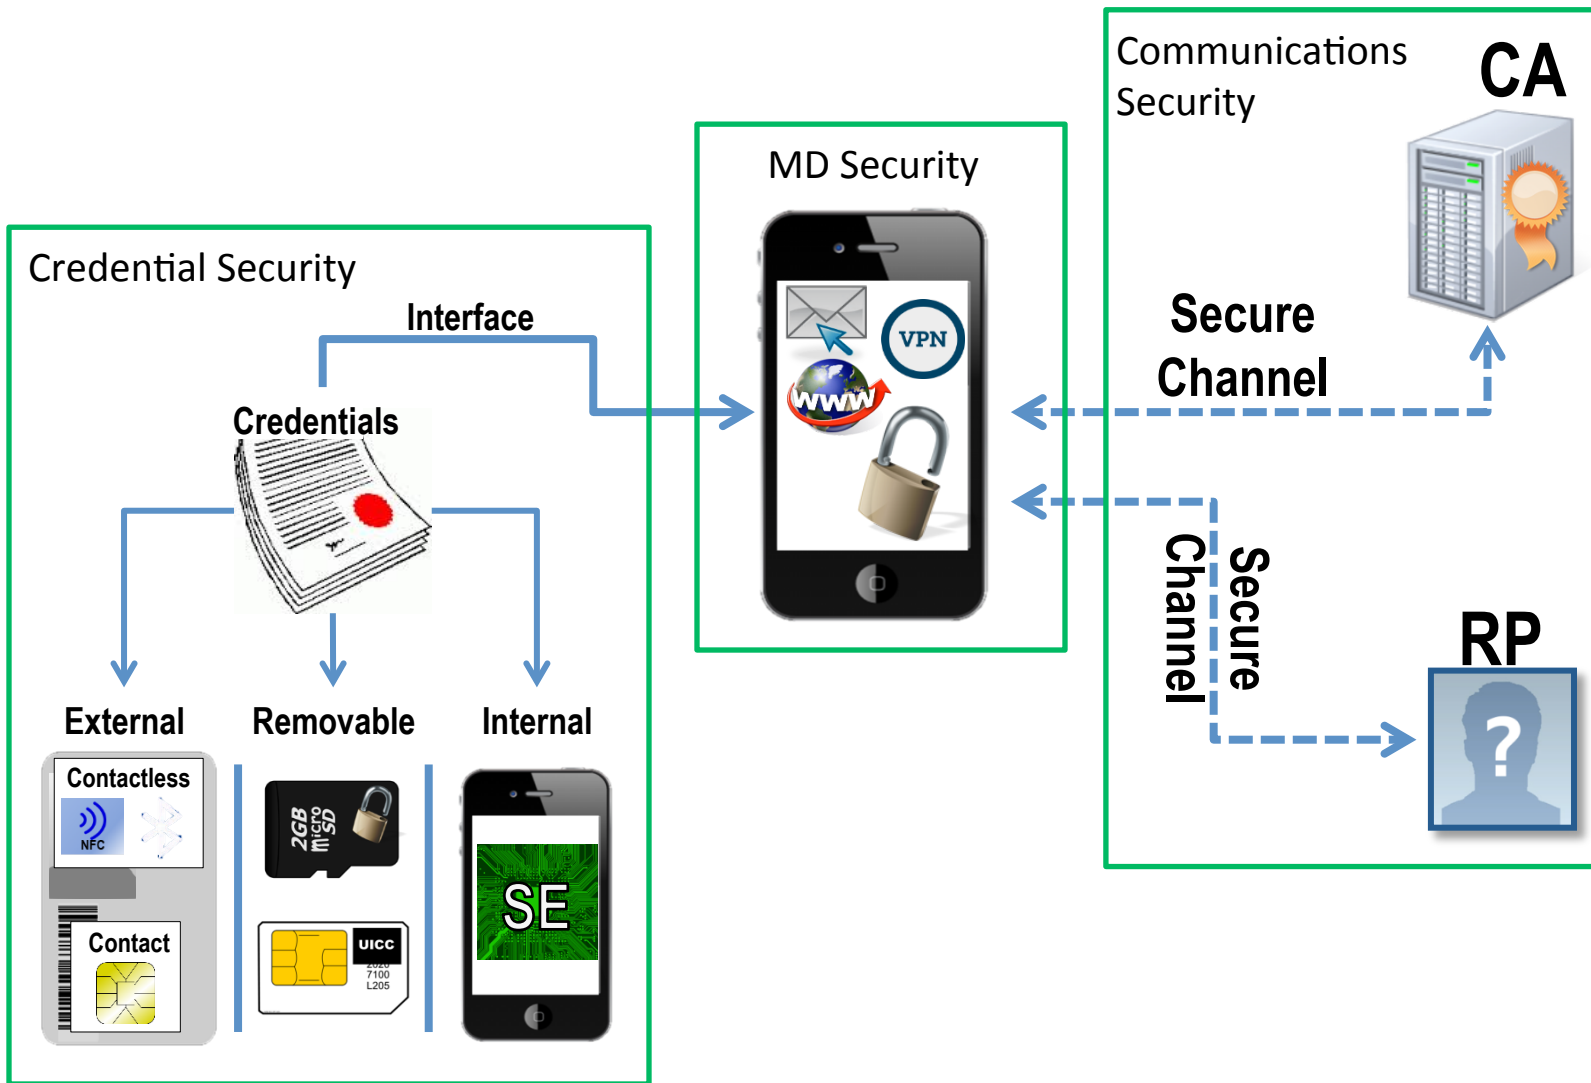 Communications
Security
CA
MD Security
Credential Security
Interface
VPN
Secure
Channel
www
Credentials
Secure
Channel
RP
?
External
Removable
Internal
Contactless
NFC
2GB
micro
SD
SE
Contact
UICC
7100
L205